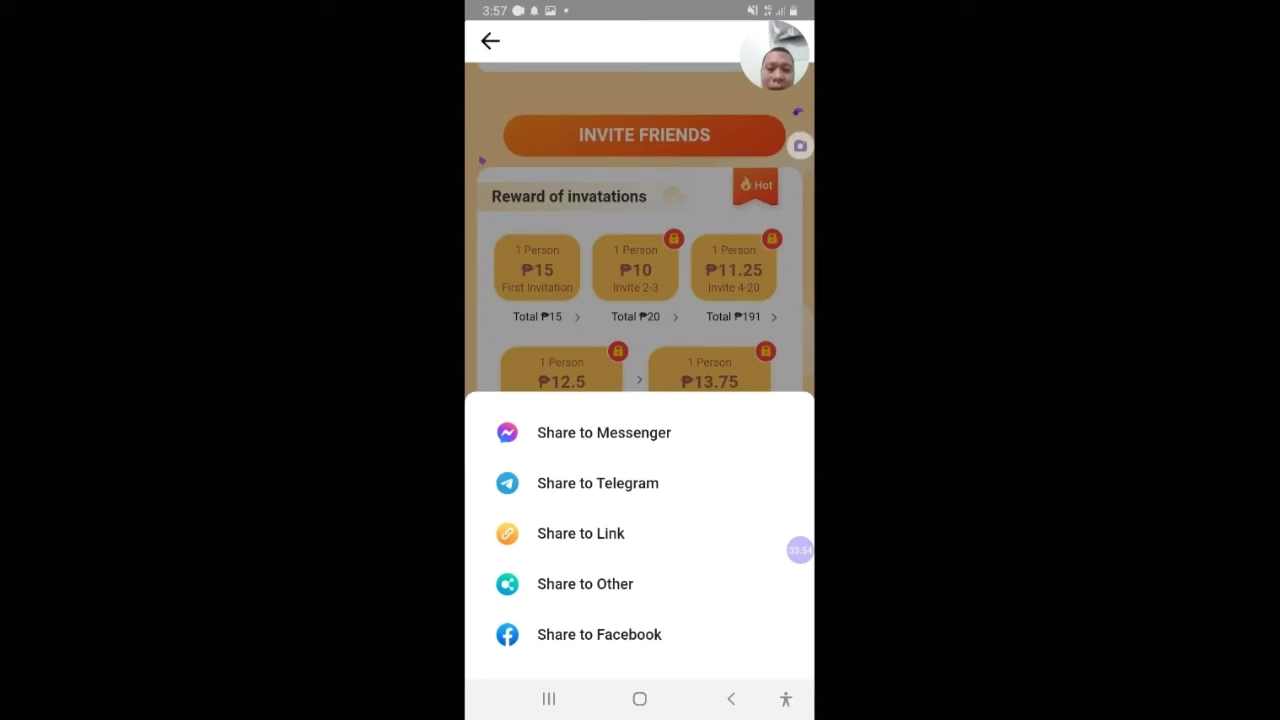 3:57
INVITE FRIENDS
Hot
Reward of invatations
1 Person
₱15
First Invitation
1 Person
₱10
Invite 2-3
1 Person
₱11.25
Invite 4-20
Total ₱15
Total ₱20
Total ₱191
1 Person
₱12.5
1 Person
₱13.75
Share to Messenger
Share to Telegram
Share to Link
33:54
Share to Other
Share to Facebook